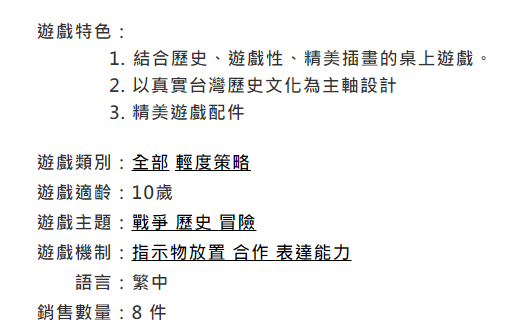 遊戲特色：
1. 結合歷史、遊戲性、精美插畫的桌上遊戲。
2. 以真實台灣歷史文化為主軸設計
3. 精美遊戲配件
遊戲類別：全部 輕度策略
遊戲適齡：10歲
遊戲主題：戰爭 歷史 冒險
遊戲機制：指示物放置 合作 表達能力
語言：繁中
銷售數量：8 件